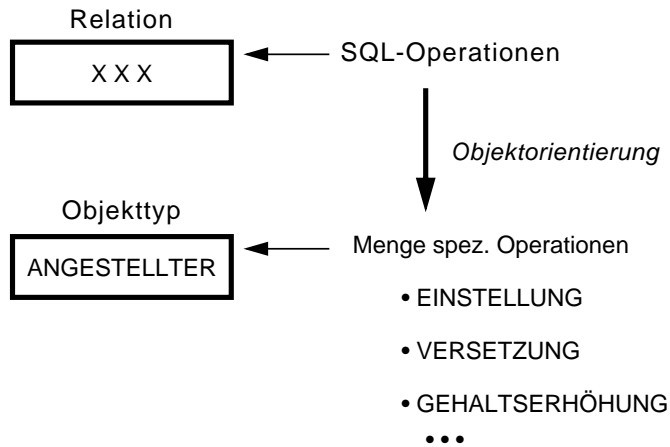 Relation
X X X
SQL-Operationen
Objektorientierung
Objekttyp
ANGESTELLTER
Menge spez. Operationen
• EINSTELLUNG
• VERSETZUNG
• GEHALTSERHÖHUNG
• • •